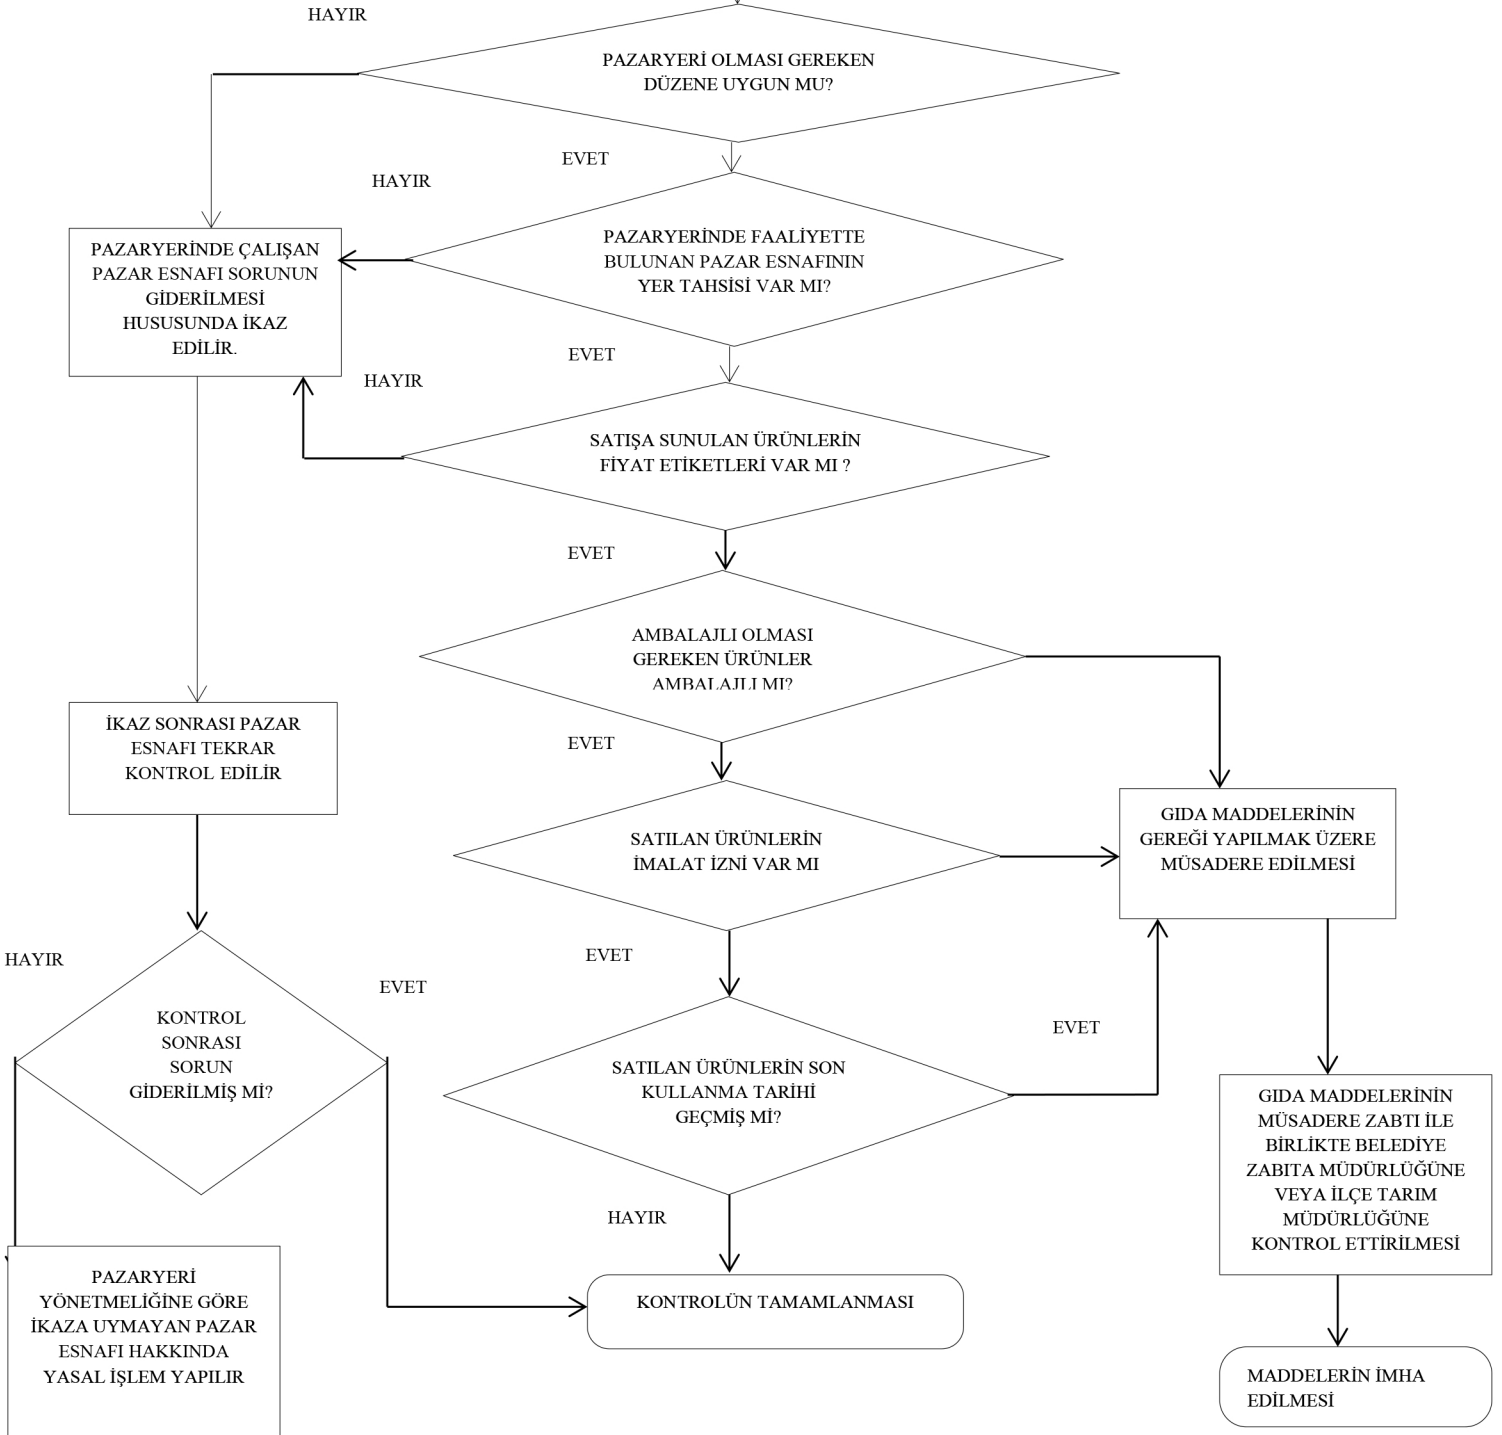 HAYIR
PAZARYERİ OLMASI GEREKEN
DÜZENE UYGUN MU?
EVET
HAYIR
PAZARYERİNDE FAALİYETTE
BULUNAN PAZAR ESNAFININ
YER TAHSİSİ VAR MI?
PAZARYERİNDE ÇALIŞAN
PAZAR ESNAFI SORUNUN
GİDERİLMESİ
HUSUSUNDA İKAZ
EDİLİR.
EVET
HAYIR
SATIŞA SUNULAN ÜRÜNLERİN
FİYAT ETİKETLERİ VAR MI ?
EVET
AMBALAJLI OLMASI
GEREKEN ÜRÜNLER
AMBALAJLI MI?
İKAZ SONRASI PAZAR
ESNAFI TEKRAR
KONTROL EDİLİR
EVET
SATILAN ÜRÜNLERİN
İMALAT İZNİ VAR MI
GIDA MADDELERİNİN
GEREĞİ YAPILMAK ÜZERE
MÜSADERE EDİLMESİ
HAYIR
EVET
EVET
KONTROL
SONRASI
SORUN
GİDERİLMİŞ Mİ?
SATILAN ÜRÜNLERİN SON
KULLANMA TARİHİ
GEÇMİŞ Mİ?
EVET
GIDA MADDELERİNİN
MÜSADERE ZABTI İLE
BİRLİKTE BELEDİYE
ZABITA MÜDÜRLÜĞÜNE
VEYA İLÇE TARIM
MÜDÜRLÜĞÜNE
KONTROL ETTİRİLMESİ
HAYIR
PAZARYERİ
YÖNETMELİĞİNE GÖRE
İKAZA UYMAYAN PAZAR
ESNAFI HAKKINDA
YASAL İŞLEM YAPILIR
KONTROLÜN TAMAMLANMASI
MADDELERİN İMHA
EDİLMESİ